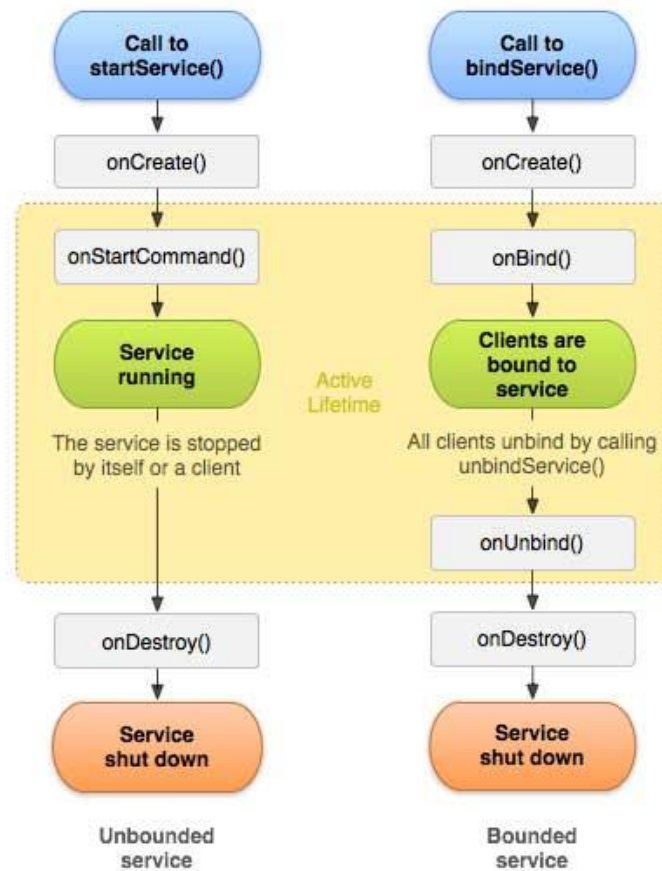 Call to
startService()
onCreate()
onStartCommand()
Service
running
The service is stopped
by itself or a client
onDestroy()
Service
shut down
Unbounded
service
Call to
bindService()
onCreate()
onBind()
Clients are
bound to
service
All clients unbind by calling
unbindService()
onUnbind()
onDestroy()
Service
shut down
Bounded
service
Active
Lifetime